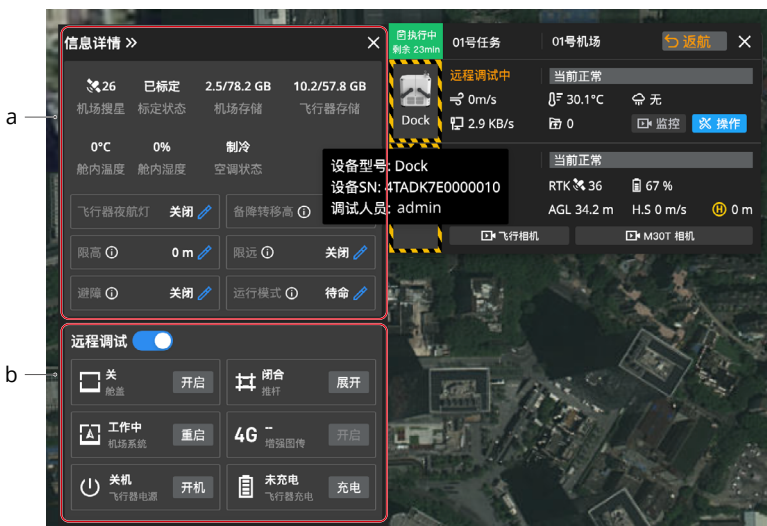 a
b
信息详情
26
已标定
2.5/78.2 GB
10.2/57.8 GB
机场搜星
标定状态
机场存储
飞行器存储
0°C
0%
制冷
舱内温度
舱内湿度
空调状态
飞行器夜航灯 关闭
备降转移高
限高 0 m
限远 关闭
避障 关闭
运行模式 待命
远程调试
关
舱盖
开启
闭合
推杆
展开
工作中
机场系统
重启
4G
--
增强图传
开启
关机
飞行器电源
开机
未充电
飞行器充电
充电
执行中
剩余 23min
01号任务
01号机场
返航
Dock
远程调试中
当前正常
0m/s
30.1°C
无
2.9 KB/s
0
监控
操作
设备型号: Dock
设备SN: 4TADK7E0000010
调试人员: admin
当前正常
RTK 36
67 %
AGL 34.2 m
H.S 0 m/s
H 0 m
飞行相机
M30T 相机